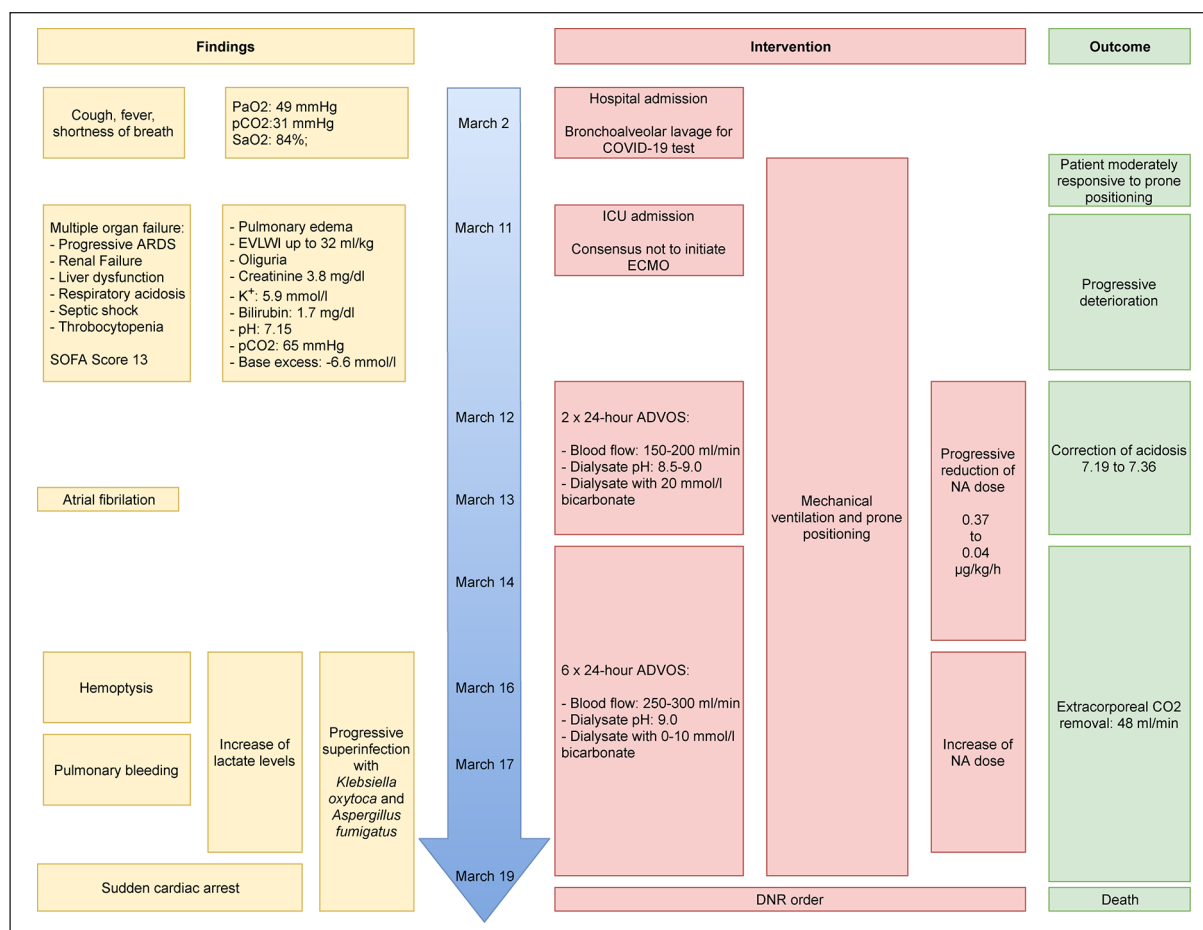 Findings
Intervention
Outcome
Cough, fever,
shortness of breath
PaO2: 49 mmHg
pCO2:31 mmHg
SaO2: 84%;
March 2
Hospital admission
Bronchoalveolar lavage for
COVID-19 test
Patient moderately
responsive to prone
positioning
Multiple organ failure:
- Progressive ARDS
- Renal Failure
- Liver dysfunction
- Respiratory acidosis
- Septic shock
- Throbocytopenia
SOFA Score 13
- Pulmonary edema
- EVLWI up to 32 ml/kg
- Oliguria
- Creatinine 3.8 mg/dl
- K⁺: 5.9 mmol/l
- Bilirubin: 1.7 mg/dl
- pH: 7.15
- pCO2: 65 mmHg
- Base excess: -6.6 mmol/l
March 11
ICU admission
Consensus not to initiate
ECMO
Progressive
deterioration
March 12
2 x 24-hour ADVOS:
- Blood flow: 150-200 ml/min
- Dialysate pH: 8.5-9.0
- Dialysate with 20 mmol/l
bicarbonate
Mechanical
ventilation and prone
positioning
Progressive
reduction of
NA dose
0.37
to
0.04
µg/kg/h
Correction of acidosis
7.19 to 7.36
Atrial fibrilation
March 13
March 14
Hemoptysis
Pulmonary bleeding
Increase of
lactate levels
Progressive
superinfection
with
Klebsiella
oxytoca and
Aspergillus
fumigatus
March 16
March 17
6 x 24-hour ADVOS:
- Blood flow: 250-300 ml/min
- Dialysate pH: 9.0
- Dialysate with 0-10 mmol/l
bicarbonate
Increase of
NA dose
Extracorporeal CO2
removal: 48 ml/min
Sudden cardiac arrest
March 19
DNR order
Death